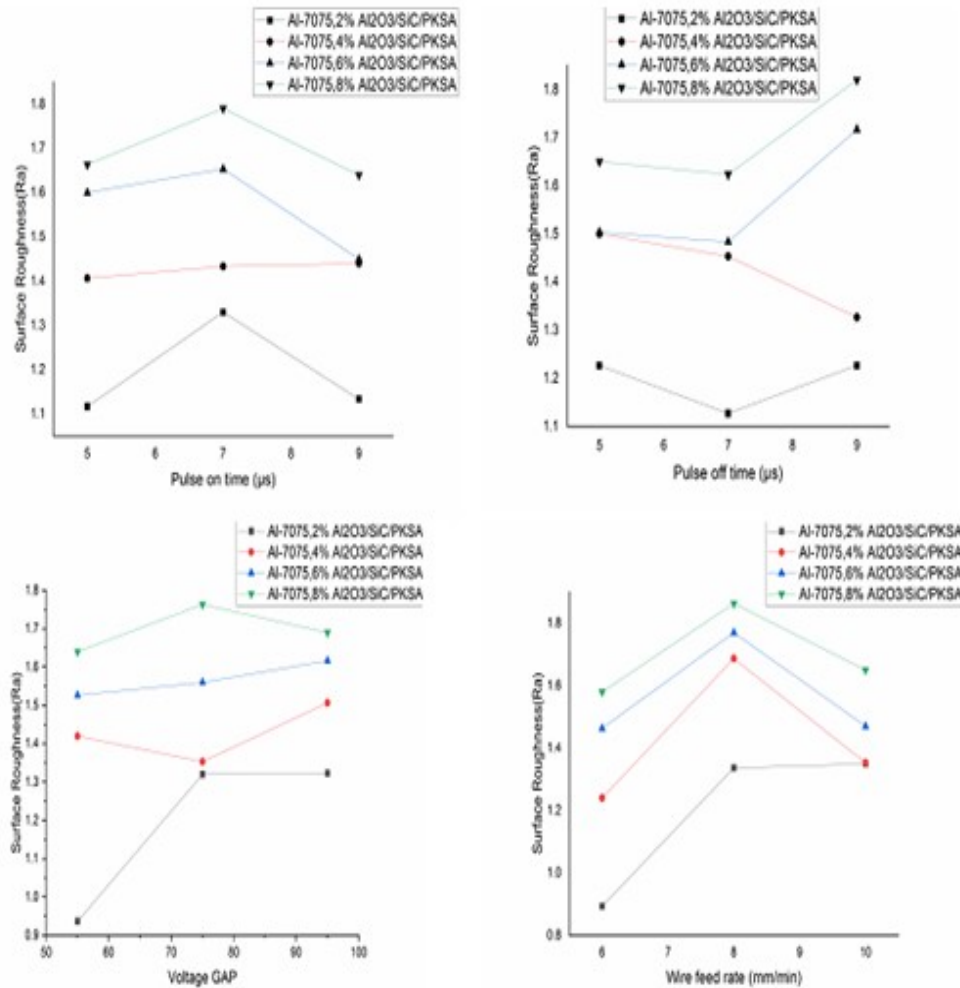 Al-7075,2% Al2O3/SiC/PKSA
Al-7075,4% Al2O3/SiC/PKSA
Al-7075,6% Al2O3/SiC/PKSA
Al-7075,8% Al2O3/SiC/PKSA
1.8
1.7
1.6
1.5
1.4
1.3
1.2
1.1
Surface Roughness(Ra)
5 6 7 8 9
Pulse on time (μs)
Al-7075,2% Al2O3/SiC/PKSA
Al-7075,4% Al2O3/SiC/PKSA
Al-7075,6% Al2O3/SiC/PKSA
Al-7075,8% Al2O3/SiC/PKSA
1.8
1.7
1.6
1.5
1.4
1.3
1.2
1.1
Surface Roughness(Ra)
5 6 7 8 9
Pulse off time (μs)
Al-7075,2% Al2O3/SiC/PKSA
Al-7075,4% Al2O3/SiC/PKSA
Al-7075,6% Al2O3/SiC/PKSA
Al-7075,8% Al2O3/SiC/PKSA
1.8
1.7
1.6
1.5
1.4
1.3
1.2
1.1
1.0
0.9
Surface Roughness(Ra)
50 60 70 80 90 100
Voltage GAP
Al-7075,2% Al2O3/SiC/PKSA
Al-7075,4% Al2O3/SiC/PKSA
Al-7075,6% Al2O3/SiC/PKSA
Al-7075,8% Al2O3/SiC/PKSA
1.8
1.6
1.4
1.2
1.0
0.8
Surface Roughness(Ra)
6 7 8 9 10
Wire feed rate (mm/min)